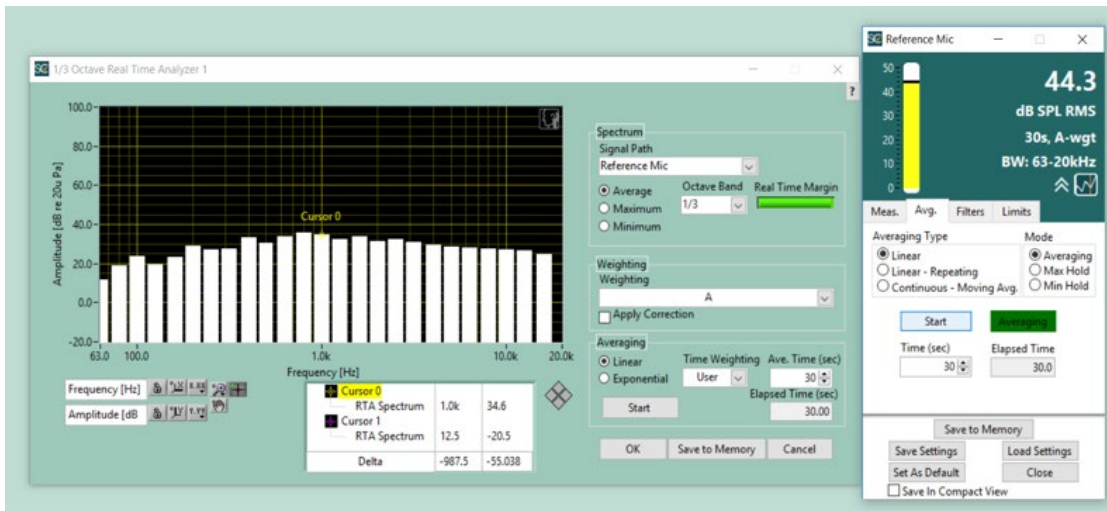 SC 1/3 Octave Real Time Analyzer 1
?
100.0
80.0
60.0
40.0
20.0
0.0
-20.0
Amplitude [dB re 20u Pa]
Cursor 0
63.0 100.0 1.0k 10.0k 20.0k
Frequency [Hz]
Frequency [Hz]
Amplitude [dB
Cursor 0
RTA Spectrum 1.0k 34.6
Cursor 1
RTA Spectrum 12.5 -20.5
Delta -987.5 -55.038
Spectrum
Signal Path
Reference Mic
Average
Maximum
Minimum
Octave Band Real Time Margin
1/3
Weighting
Weighting
A
Apply Correction
Averaging
Linear
Exponential
Time Weighting Ave. Time (sec)
User 30
Elapsed Time (sec)
Start 30.00
OK Save to Memory Cancel
SC Reference Mic
50
40
30
20
10
0
44.3
dB SPL RMS
30s, A-wgt
BW: 63-20kHz
Meas. Avg. Filters Limits
Averaging Type
Linear
Linear - Repeating
Continuous - Moving Avg.
Mode
Averaging
Max Hold
Min Hold
Start Averaging
Time (sec) Elapsed Time
30 30.0
Save to Memory
Save Settings Load Settings
Set As Default Close
Save In Compact View